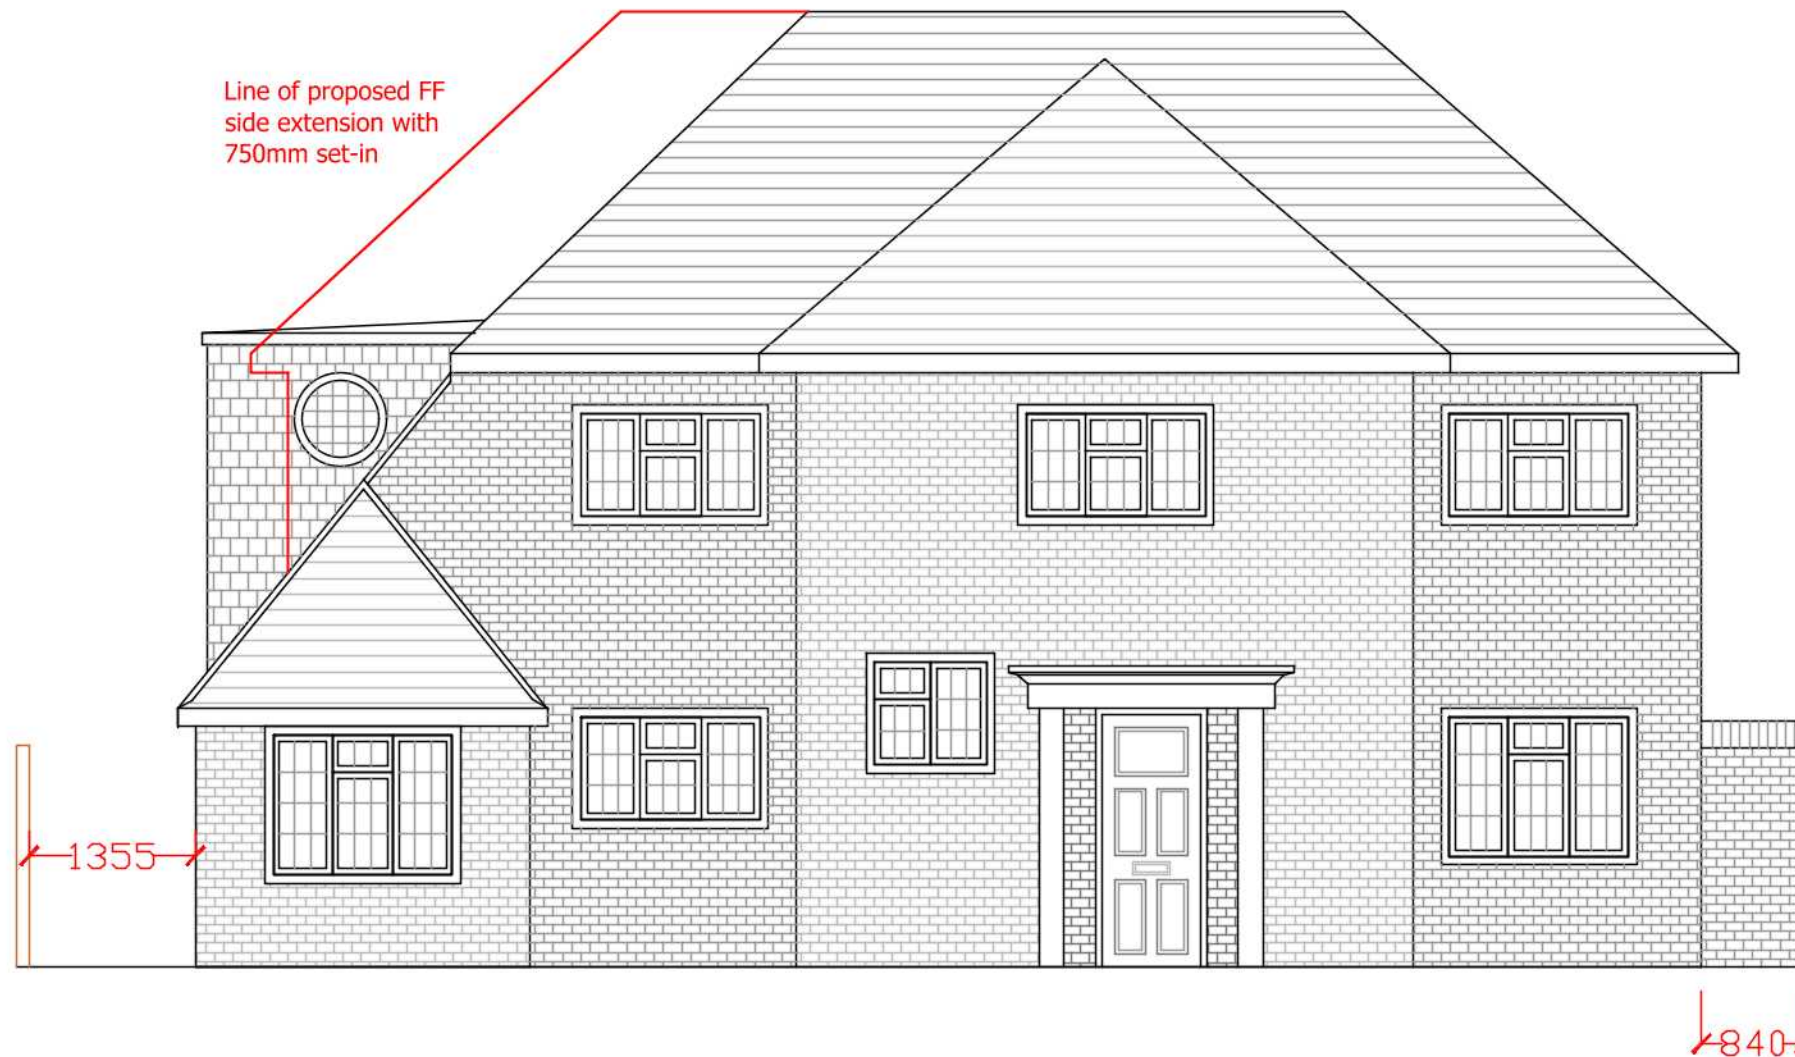 Line of proposed FF
side extension with
750mm set-in
1355
840